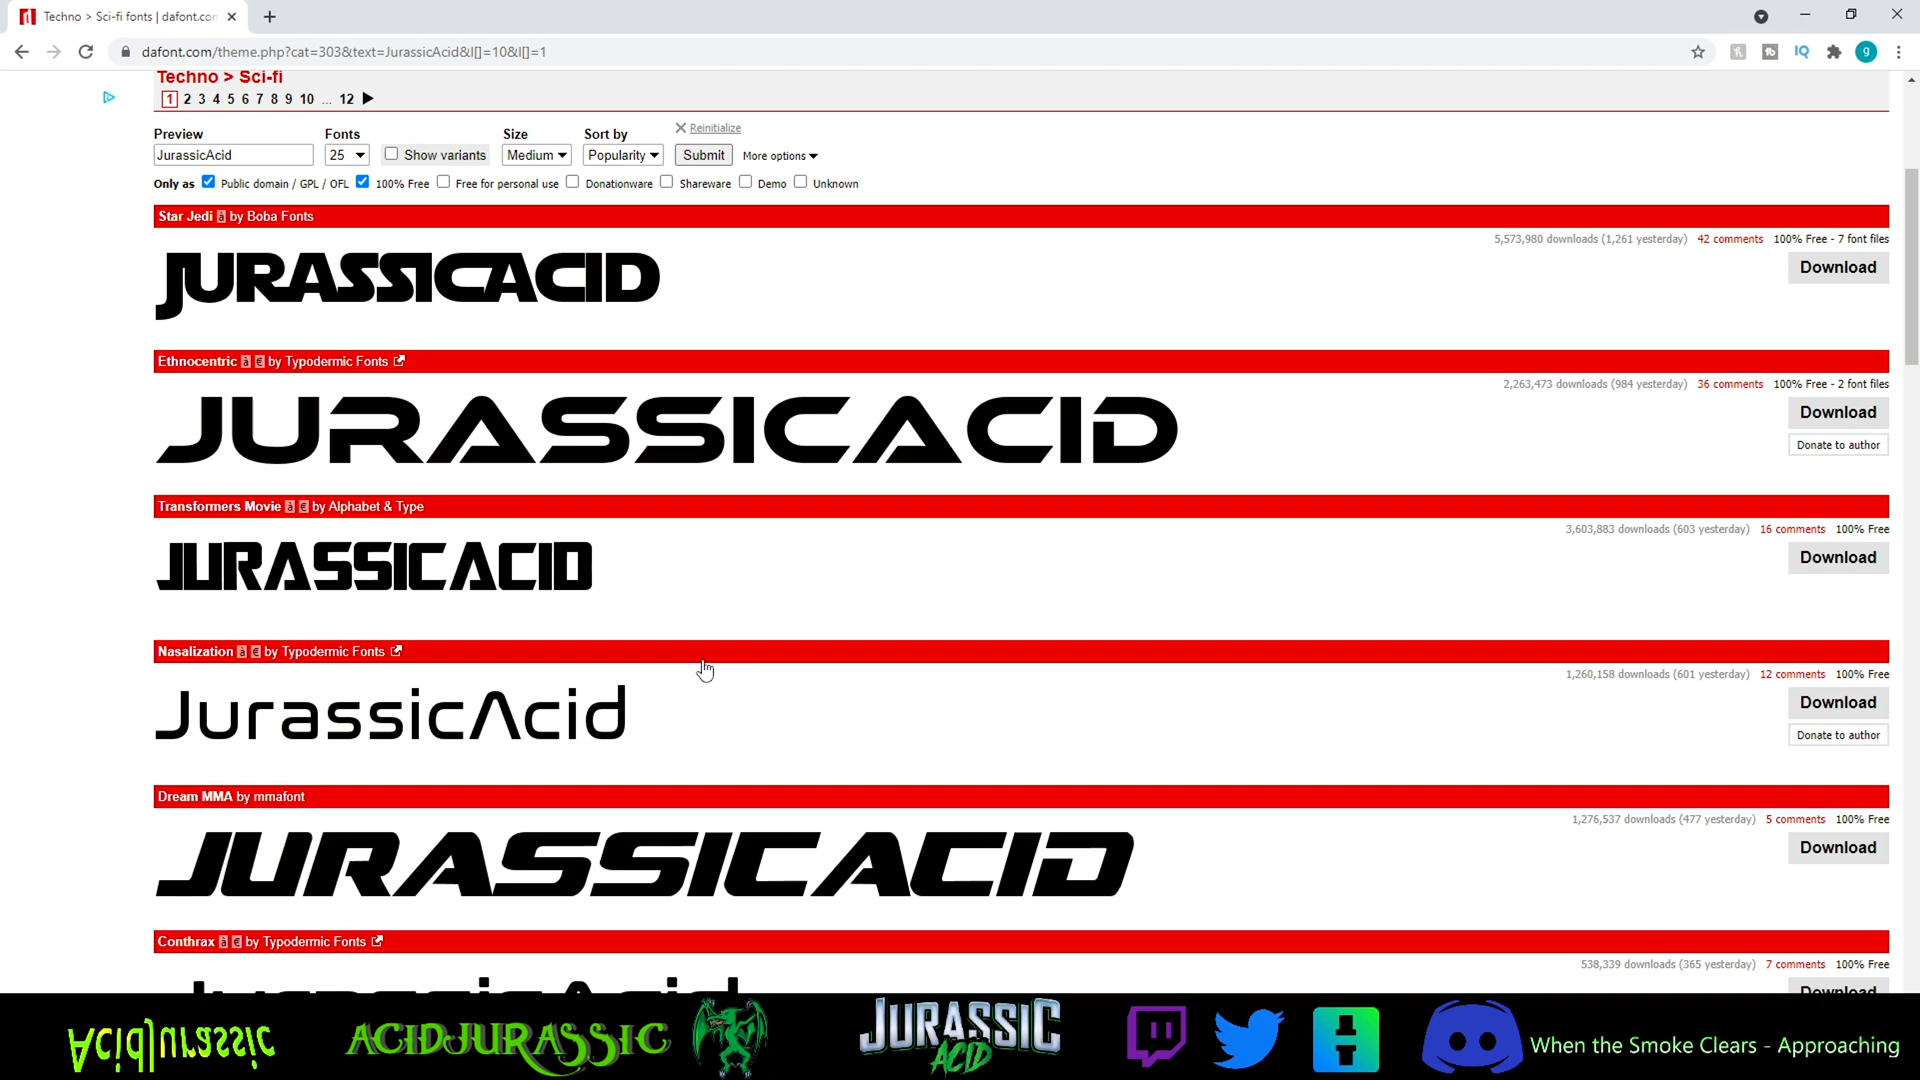 Techno > Sci-fi fonts | dafont.com
dafont.com/theme.php?cat=303&text=JurassicAcid&l[]=10&l[]=1
g
Techno > Sci-fi
1 2 3 4 5 6 7 8 9 10 ... 12
Preview Fonts Size Sort by Reinitialize
JurassicAcid 25 Show variants Medium Popularity Submit More options
Only as Public domain / GPL / OFL 100% Free Free for personal use Donationware Shareware Demo Unknown
Star Jedi à by Boba Fonts
5,573,980 downloads (1,261 yesterday) 42 comments 100% Free - 7 font files
JURASSICACID
Download
Ethnocentric à € by Typodermic Fonts
2,263,473 downloads (984 yesterday) 36 comments 100% Free - 2 font files
JURASSICACID
Download
Donate to author
Transformers Movie à € by Alphabet & Type
3,603,883 downloads (603 yesterday) 16 comments 100% Free
JURASSICACID
Download
Nasalization à € by Typodermic Fonts
1,260,158 downloads (601 yesterday) 12 comments 100% Free
JurassicAcid
Download
Donate to author
Dream MMA by mmafont
1,276,537 downloads (477 yesterday) 5 comments 100% Free
JURASSICACID
Download
Conthrax à € by Typodermic Fonts
538,339 downloads (365 yesterday) 7 comments 100% Free
JurassicAcid
Download
AcidJurassic
ACIDJURASSIC
JURASSIC
ACID
When the Smoke Clears - Approaching